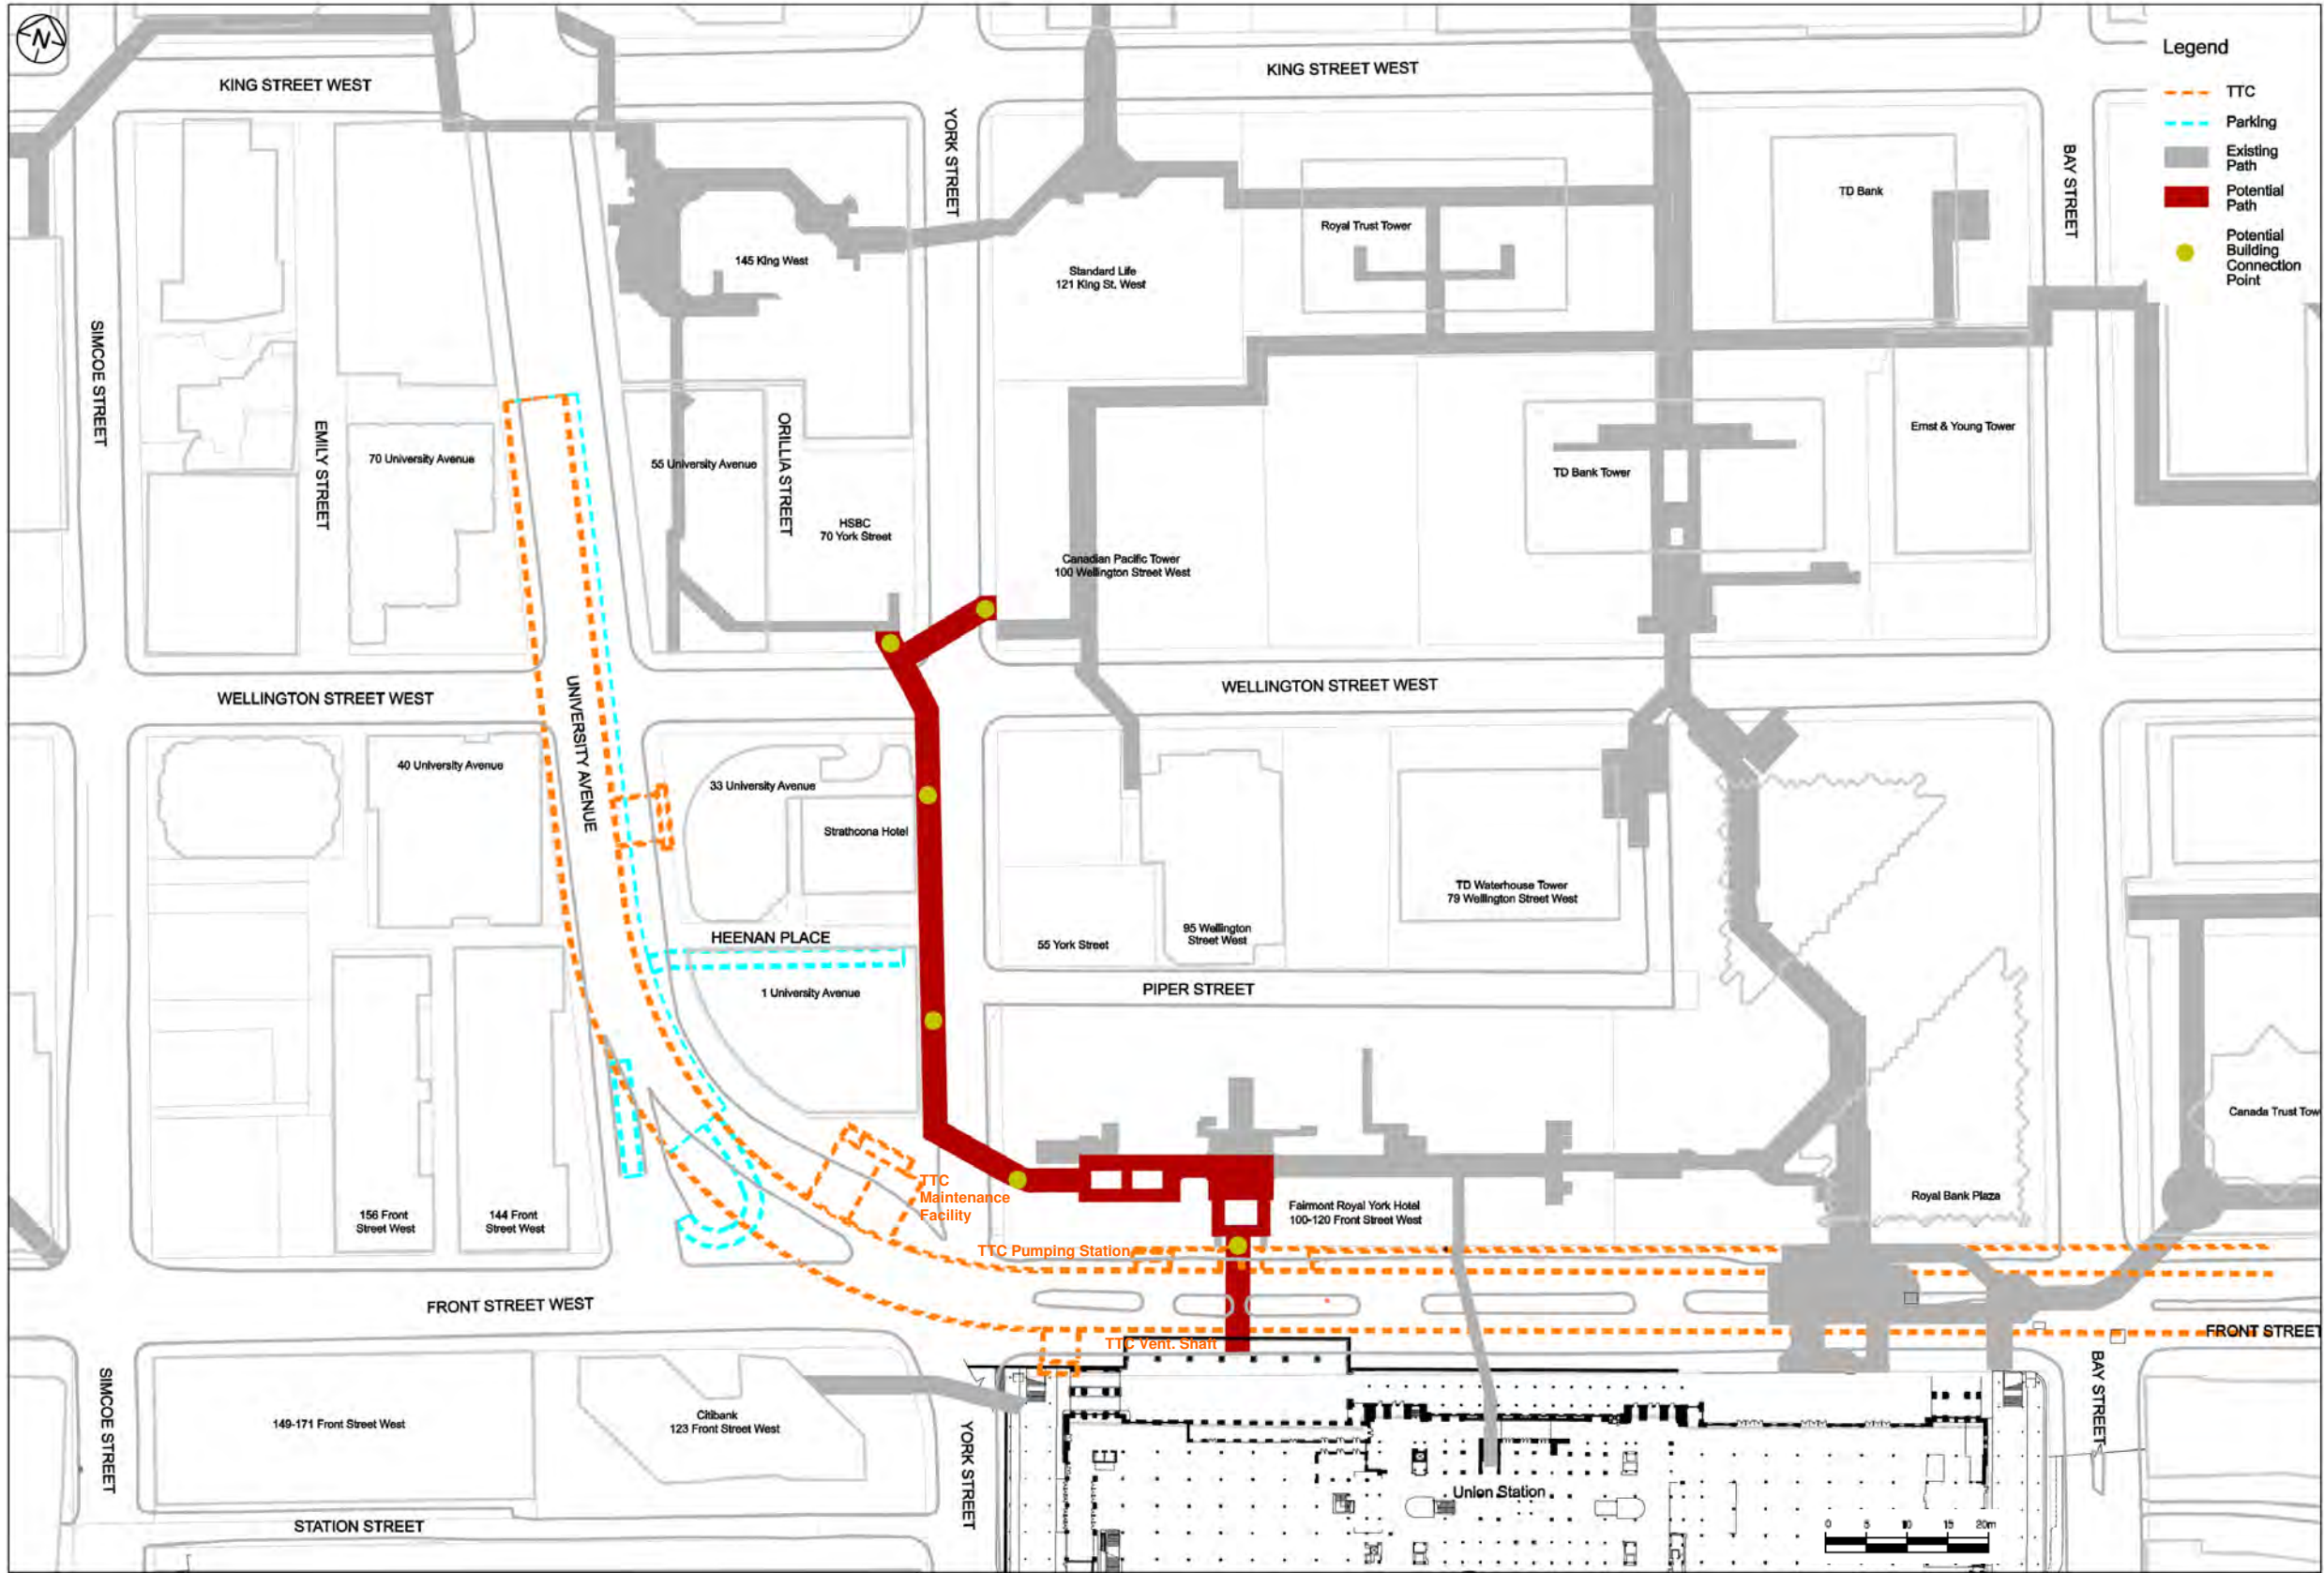 N
KING STREET WEST
KING STREET WEST
Legend
TTC
Parking
Existing
Path
Potential
Path
Potential
Building
Connection
Point
YORK STREET
BAY STREET
TD Bank
Royal Trust Tower
145 King West
Standard Life
121 King St. West
SIMCOE STREET
EMILY STREET
70 University Avenue
55 University Avenue
ORILLIA STREET
HSBC
70 York Street
Ernst & Young Tower
TD Bank Tower
Canadian Pacific Tower
100 Wellington Street West
WELLINGTON STREET WEST
UNIVERSITY AVENUE
WELLINGTON STREET WEST
40 University Avenue
33 University Avenue
Strathcona Hotel
TD Waterhouse Tower
79 Wellington Street West
HEENAN PLACE
55 York Street
95 Wellington
Street West
1 University Avenue
PIPER STREET
Canada Trust Tow
156 Front
Street West
144 Front
Street West
TTC
Maintenance
Facility
Fairmont Royal York Hotel
100-120 Front Street West
Royal Bank Plaza
TTC Pumping Station
FRONT STREET WEST
TTC Vent. Shaft
FRONT STREET
SIMCOE STREET
149-171 Front Street West
Citibank
123 Front Street West
YORK STREET
BAY STREET
Union Station
STATION STREET
0 5 10 15 20m